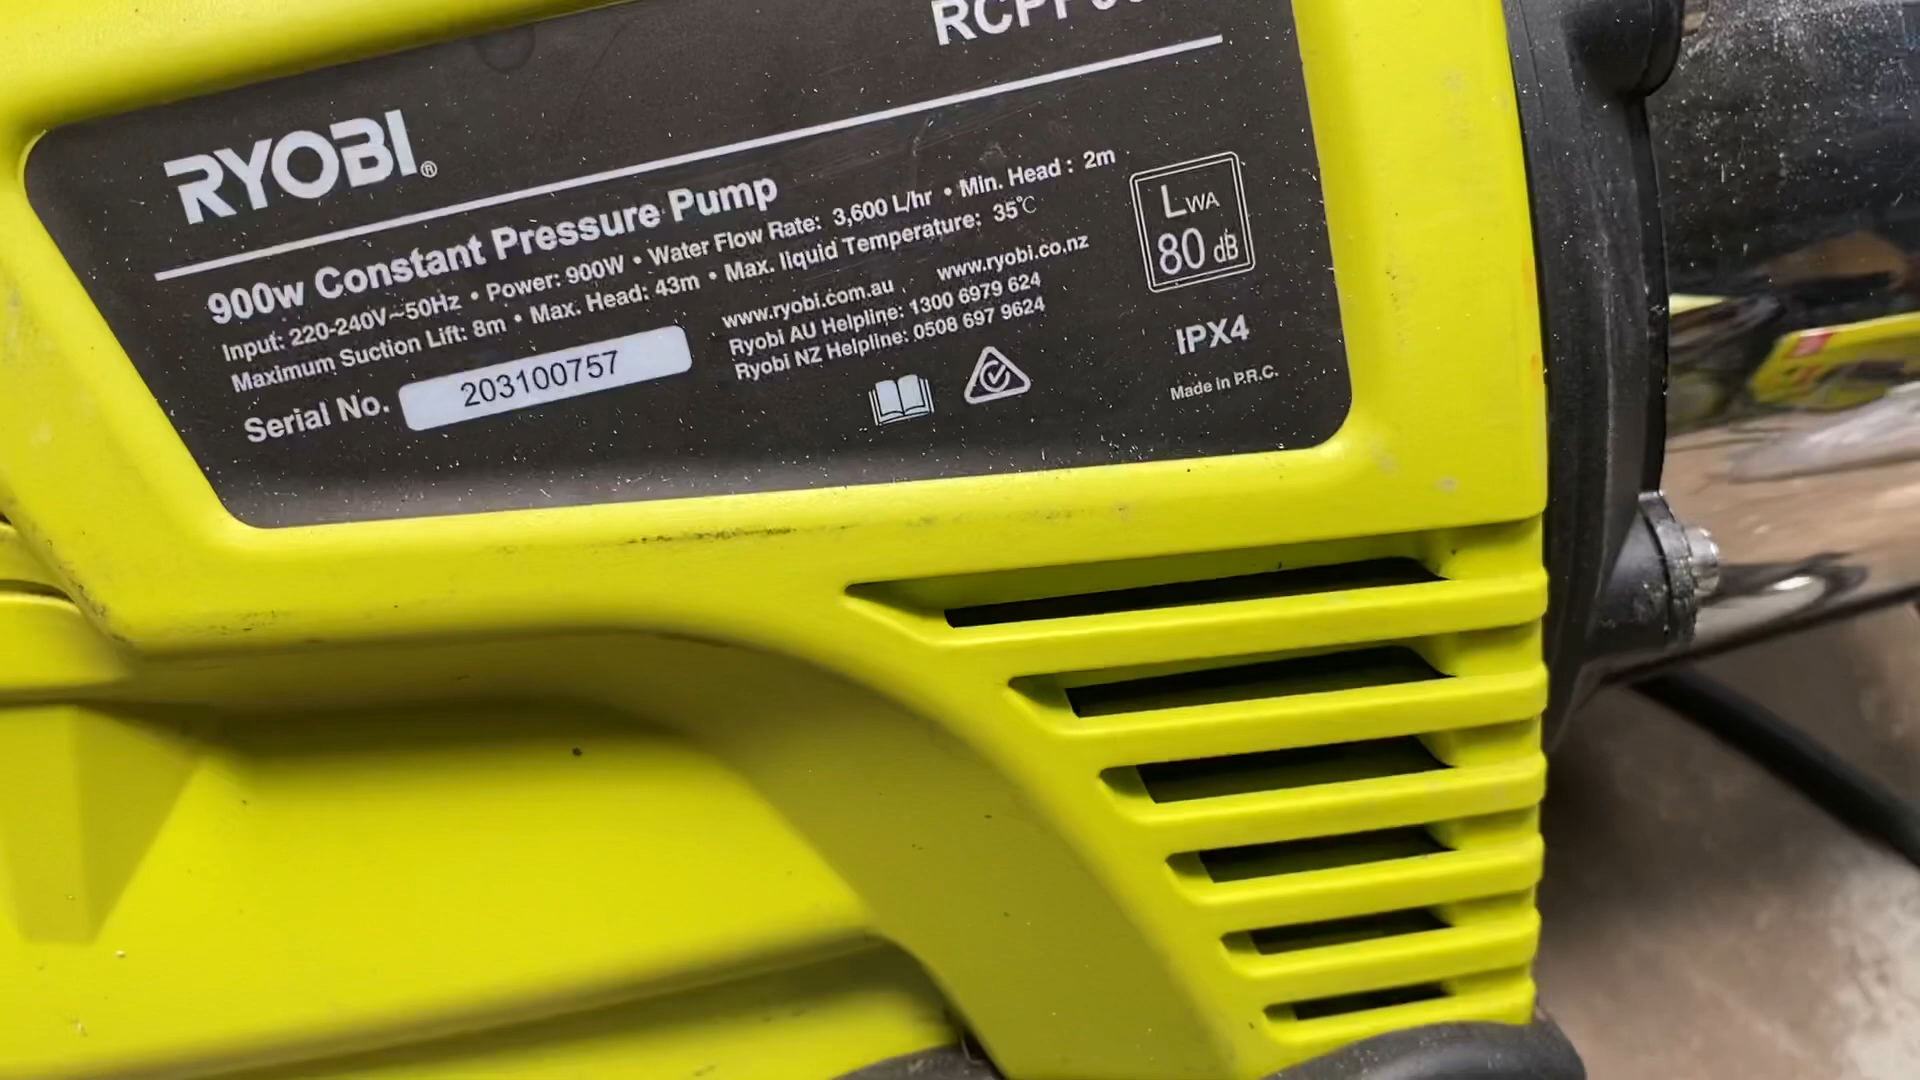 RYOBI®
900w Constant Pressure Pump
Input: 220-240V~50Hz • Power: 900W • Water Flow Rate: 3,600 L/hr • Min. Head : 2m
Maximum Suction Lift: 8m • Max. Head: 43m • Max. liquid Temperature: 35℃
Serial No. 203100757
www.ryobi.com.au www.ryobi.co.nz
Ryobi AU Helpline: 1300 6979 624
Ryobi NZ Helpline: 0508 697 9624
LWA
80 dB
IPX4
Made in P.R.C.